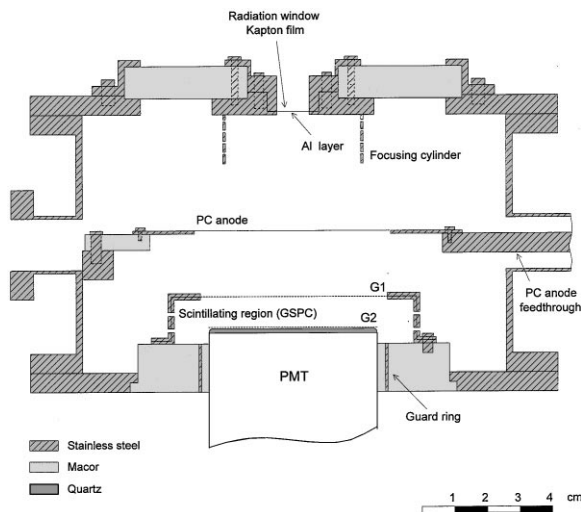 Radiation window
Kapton film
Al layer
Focusing cylinder
PC anode
PC anode
feedthrough
G1
Scintillating region (GSPC)
G2
PMT
Guard ring
Stainless steel
Macor
Quartz
1 2 3 4 cm